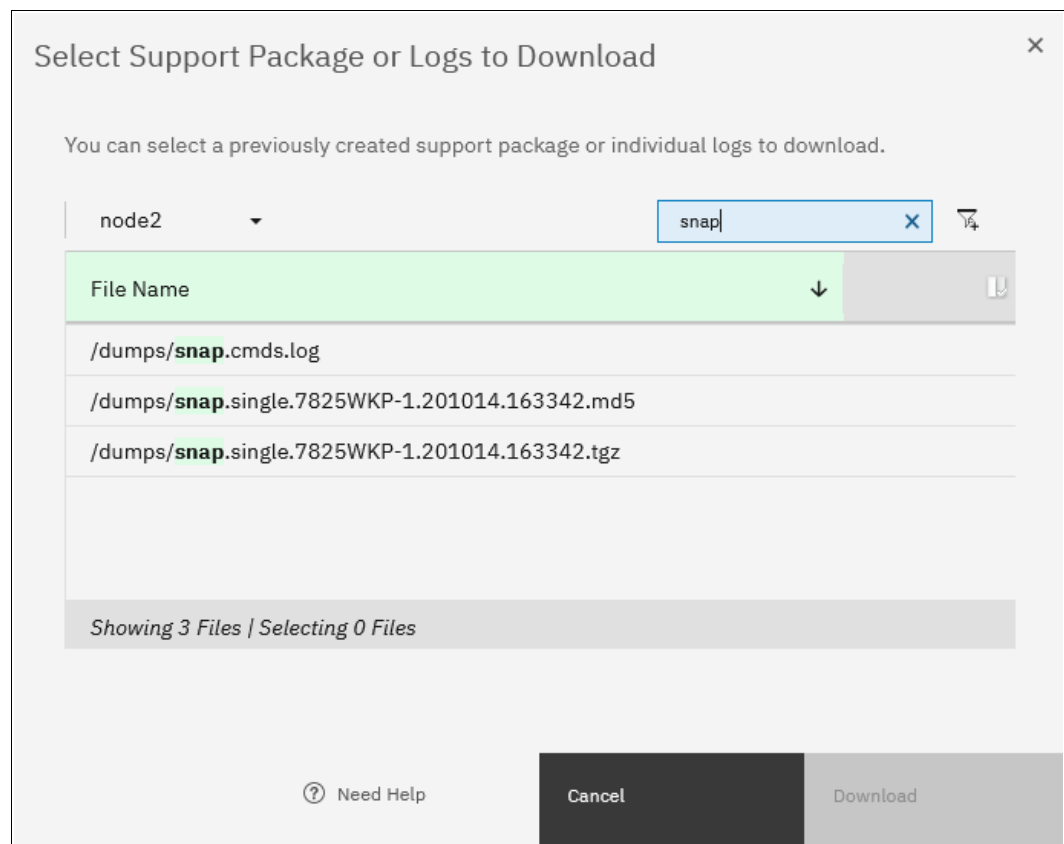 Select Support Package or Logs to Download
You can select a previously created support package or individual logs to download.
node2
snap
File Name
/dumps/snap.cmds.log
/dumps/snap.single.7825WKP-1.201014.163342.md5
/dumps/snap.single.7825WKP-1.201014.163342.tgz
Showing 3 Files | Selecting 0 Files
Need Help
Cancel
Download